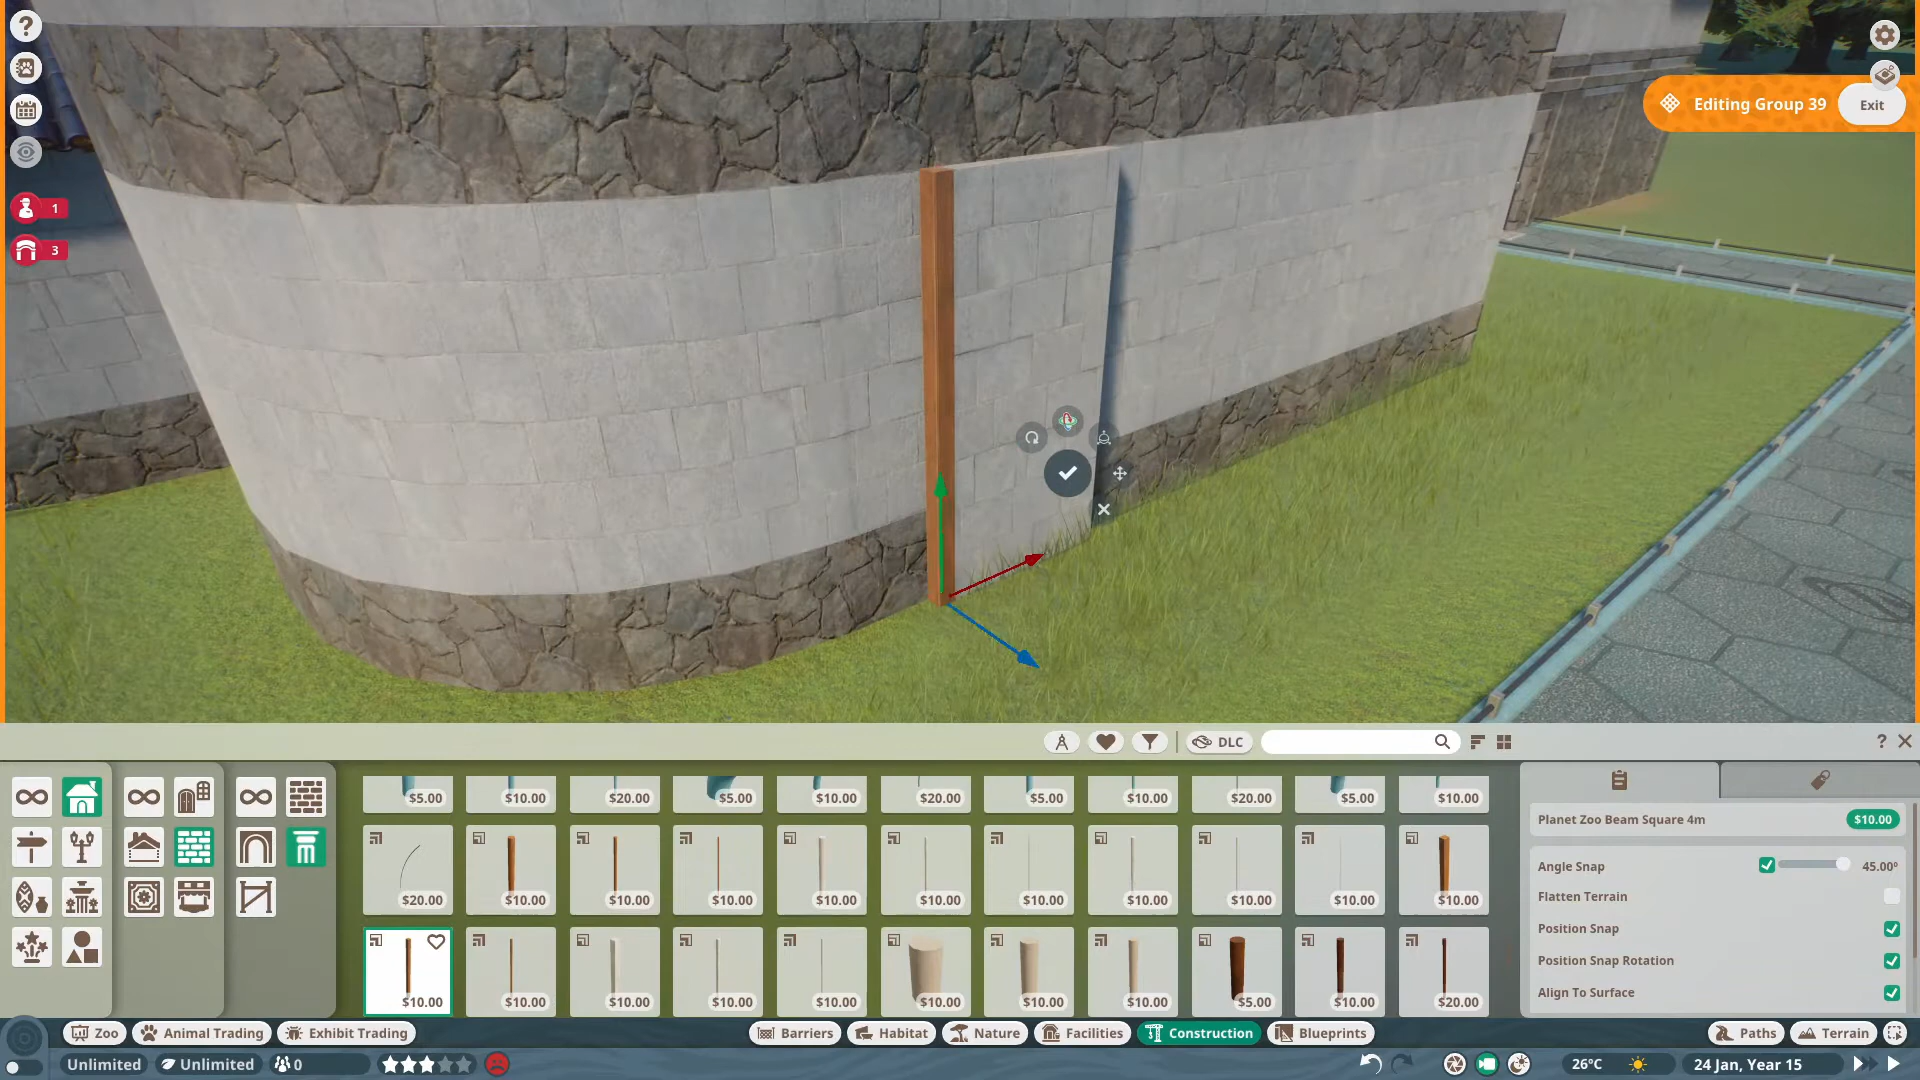 ?
Editing Group 39 Exit
1
3
DLC ?
$5.00 $10.00 $20.00 $5.00 $10.00 $20.00 $5.00 $10.00 $20.00 $5.00 $10.00
$20.00 $10.00 $10.00 $10.00 $10.00 $10.00 $10.00 $10.00 $10.00 $10.00 $10.00
$10.00 $10.00 $10.00 $10.00 $10.00 $10.00 $10.00 $10.00 $5.00 $10.00 $20.00
Planet Zoo Beam Square 4m $10.00
Angle Snap 45.00°
Flatten Terrain
Position Snap
Position Snap Rotation
Align To Surface
Zoo Animal Trading Exhibit Trading Barriers Habitat Nature Facilities Construction Blueprints Paths Terrain
Unlimited Unlimited 0 26°C 24 Jan, Year 15